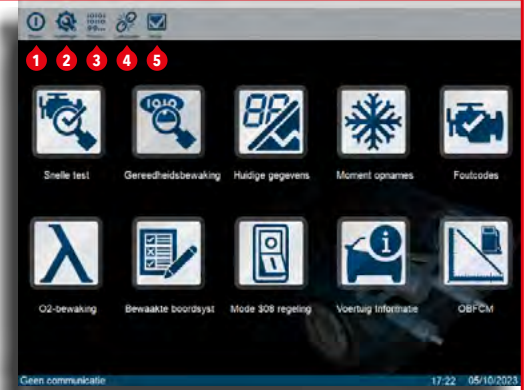 1 2 3 4 5
Snelle test Gereedheidsbewaking Huidige gegevens Moment opnames Foutcodes
O2-bewaking Bewaakte boordsyst Mode $08 regeling Voertuig Informatie OBFCM
Geen communicatie 17:22 05/10/2023